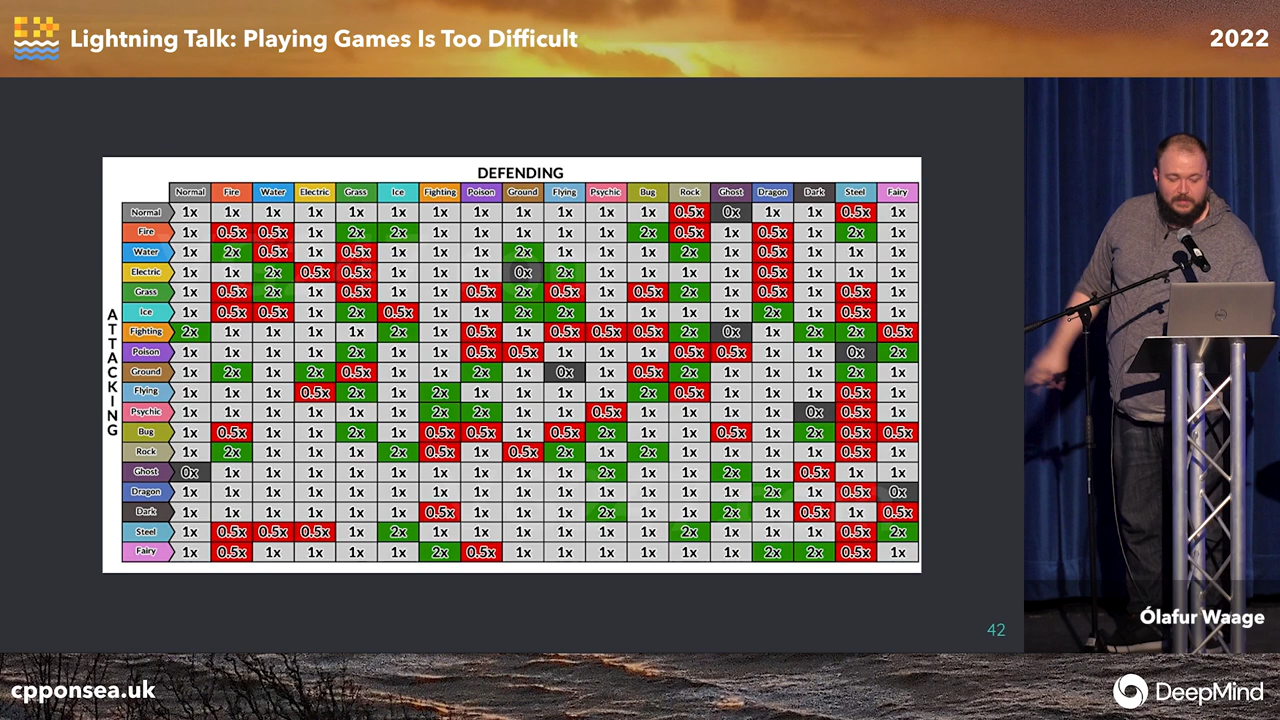 Lightning Talk: Playing Games Is Too Difficult
2022
DEFENDING
Normal Fire Water Electric Grass Ice Fighting Poison Ground Flying Psychic Bug Rock Ghost Dragon Dark Steel Fairy
ATTACKING
Normal 1x 1x 1x 1x 1x 1x 1x 1x 1x 1x 1x 1x 0.5x 0x 1x 1x 0.5x 1x
Fire 1x 0.5x 0.5x 1x 2x 2x 1x 1x 1x 1x 1x 2x 0.5x 1x 0.5x 1x 2x 1x
Water 1x 2x 0.5x 1x 0.5x 1x 1x 1x 2x 1x 1x 1x 2x 1x 0.5x 1x 1x 1x
Electric 1x 1x 2x 0.5x 0.5x 1x 1x 1x 0x 2x 1x 1x 1x 1x 0.5x 1x 1x 1x
Grass 1x 0.5x 2x 1x 0.5x 1x 1x 0.5x 2x 0.5x 1x 0.5x 2x 1x 0.5x 1x 0.5x 1x
Ice 1x 0.5x 0.5x 1x 2x 0.5x 1x 1x 2x 2x 1x 1x 1x 1x 2x 1x 0.5x 1x
Fighting 2x 1x 1x 1x 1x 2x 1x 0.5x 1x 0.5x 0.5x 0.5x 2x 0x 1x 2x 2x 0.5x
Poison 1x 1x 1x 1x 2x 1x 1x 0.5x 0.5x 1x 1x 1x 0.5x 0.5x 1x 1x 0x 2x
Ground 1x 2x 1x 2x 0.5x 1x 1x 2x 1x 0x 1x 0.5x 2x 1x 1x 1x 2x 1x
Flying 1x 1x 1x 0.5x 2x 1x 2x 1x 1x 1x 1x 2x 0.5x 1x 1x 1x 0.5x 1x
Psychic 1x 1x 1x 1x 1x 1x 2x 2x 1x 1x 0.5x 1x 1x 1x 1x 0x 0.5x 1x
Bug 1x 0.5x 1x 1x 2x 1x 0.5x 0.5x 1x 0.5x 2x 1x 1x 0.5x 1x 2x 0.5x 0.5x
Rock 1x 2x 1x 1x 1x 2x 0.5x 1x 0.5x 2x 1x 2x 1x 1x 1x 1x 0.5x 1x
Ghost 0x 1x 1x 1x 1x 1x 1x 1x 1x 1x 2x 1x 1x 2x 1x 0.5x 1x 1x
Dragon 1x 1x 1x 1x 1x 1x 1x 1x 1x 1x 1x 1x 1x 1x 2x 1x 0.5x 0x
Dark 1x 1x 1x 1x 1x 1x 0.5x 1x 1x 1x 2x 1x 1x 2x 1x 0.5x 1x 0.5x
Steel 1x 0.5x 0.5x 0.5x 1x 2x 1x 1x 1x 1x 1x 1x 2x 1x 1x 1x 0.5x 2x
Fairy 1x 0.5x 1x 1x 1x 1x 2x 0.5x 1x 1x 1x 1x 1x 1x 2x 2x 0.5x 1x
DELL
Ólafur Waage
42
cpponsea.uk
DeepMind